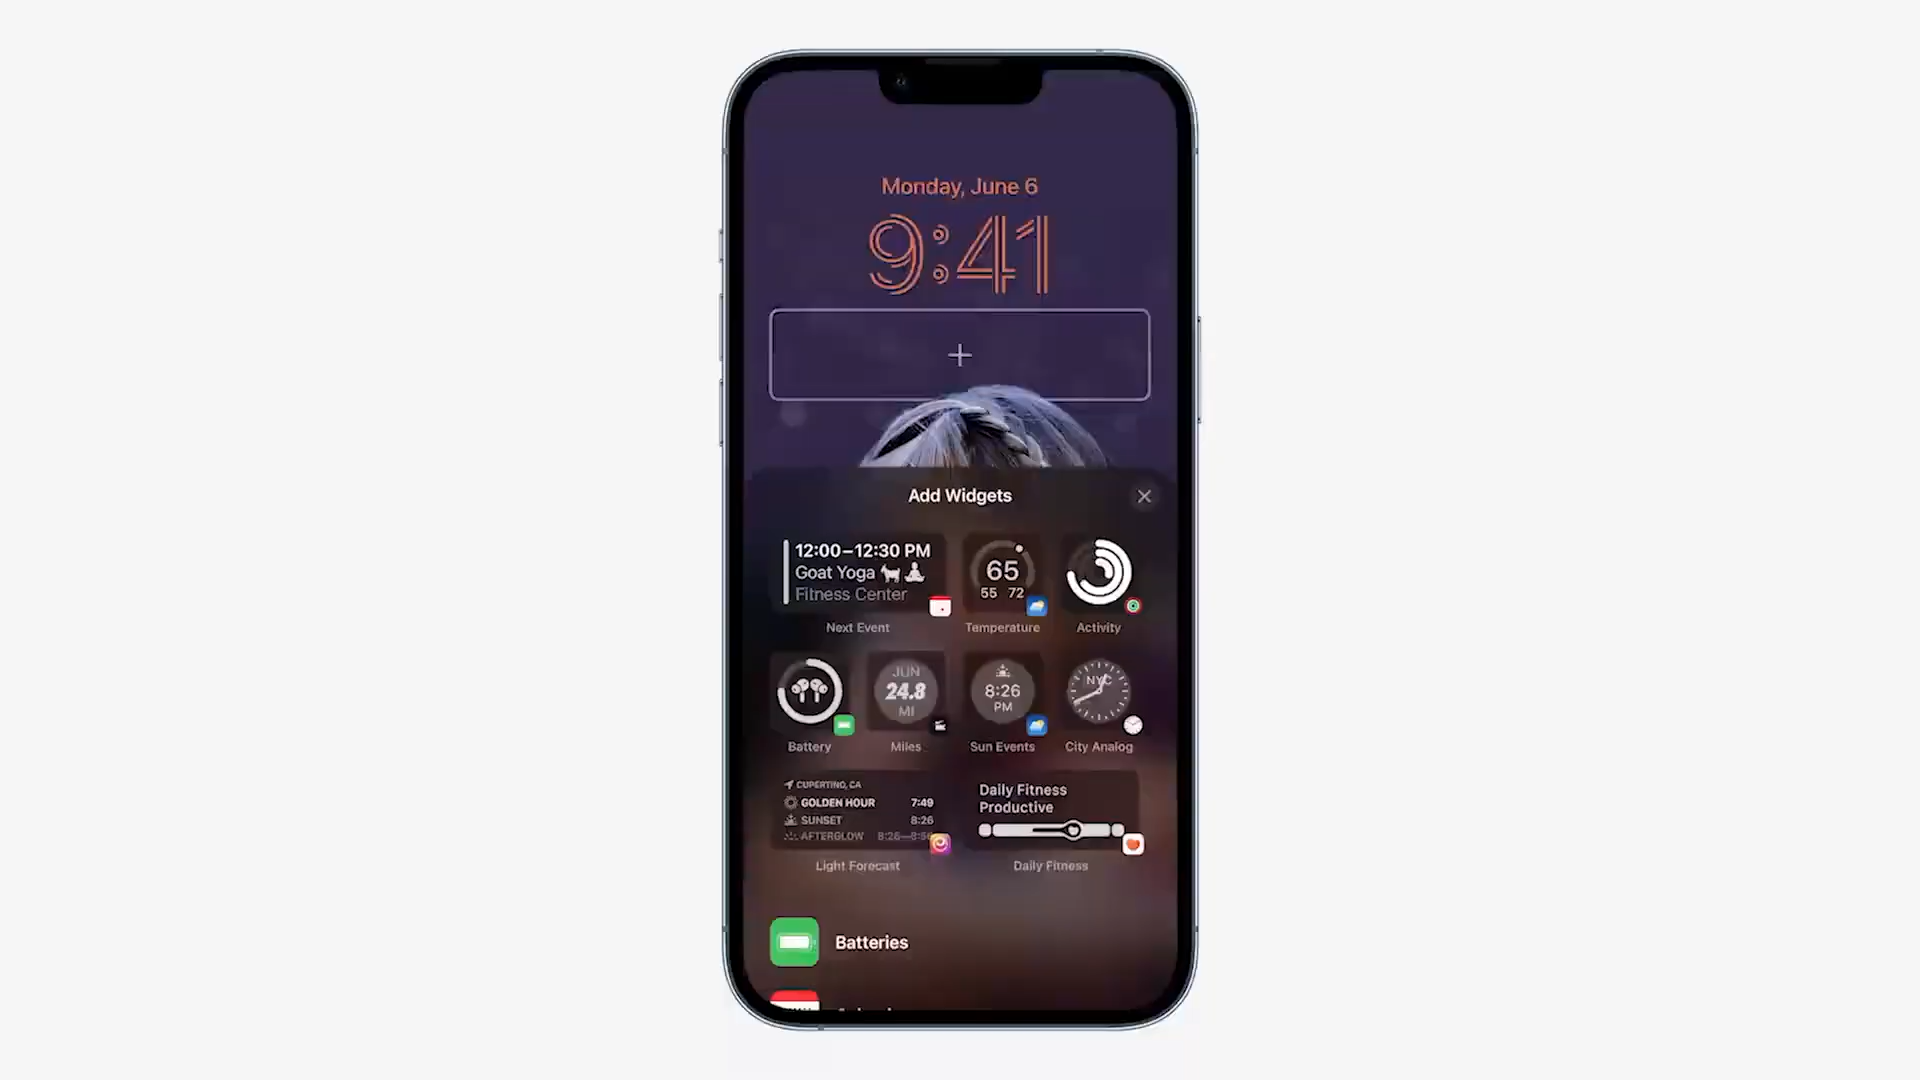 Monday, June 6
9:41
+
Add Widgets
12:00–12:30 PM
Goat Yoga
Fitness Center
Next Event
65
55 72
Temperature
Activity
Battery
JUN
24.8
MI
Miles
8:26
PM
Sun Events
NYC
City Analog
CUPERTINO, CA
GOLDEN HOUR 7:49
SUNSET 8:26
AFTERGLOW
Light Forecast
Daily Fitness
Productive
Daily Fitness
Batteries